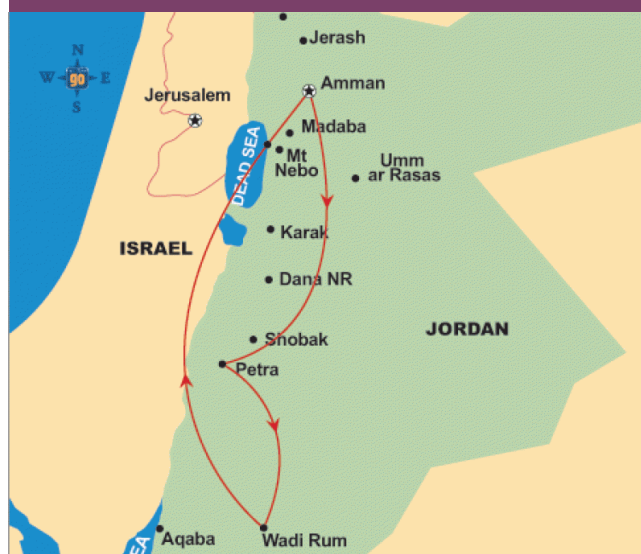 Jerash
N
W
go
E
S
Amman
Jerusalem
Madaba
DEAD SEA
Mt
Nebo
Umm
ar Rasas
Karak
ISRAEL
Dana NR
JORDAN
Shobak
Petra
Aqaba
Wadi Rum
EA